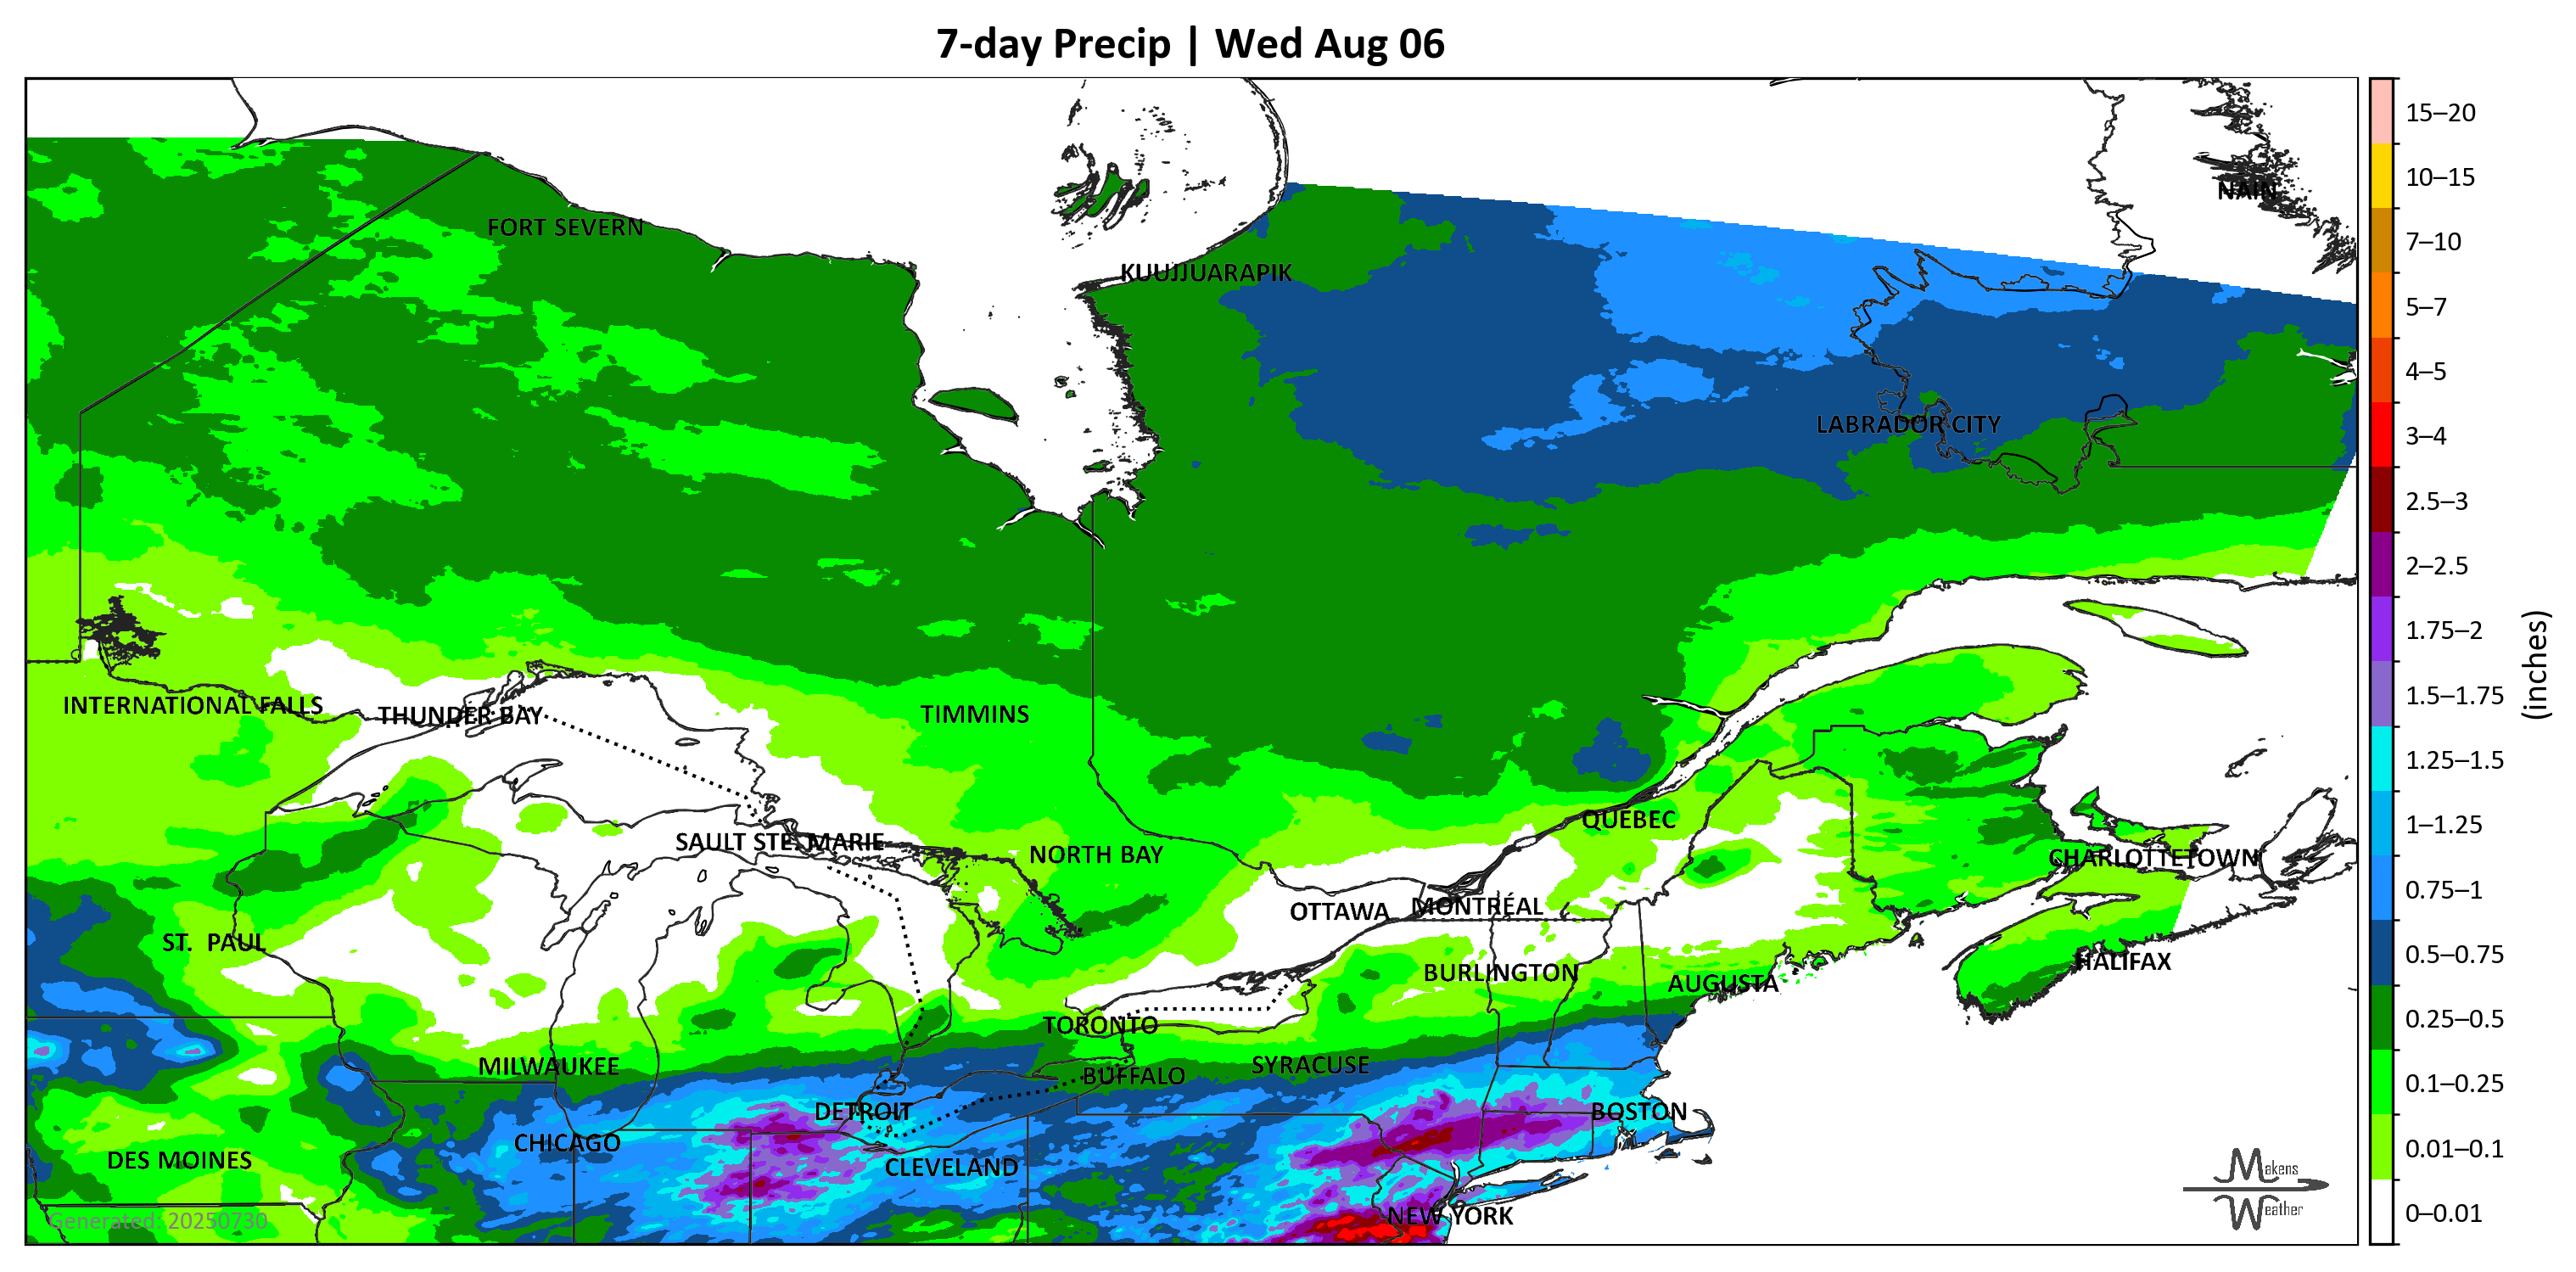 7-day Precip | Wed Aug 06
15–20
10–15
7–10
5–7
4–5
3–4
2.5–3
2–2.5
1.75–2
1.5–1.75
1.25–1.5
1–1.25
0.75–1
0.5–0.75
0.25–0.5
0.1–0.25
0.01–0.1
0–0.01
(inches)
NAIN
FORT SEVERN
KUUJJUARAPIK
LABRADOR CITY
INTERNATIONAL FALLS
THUNDER BAY
TIMMINS
QUEBEC
SAULT STE. MARIE
NORTH BAY
CHARLOTTETOWN
OTTAWA
MONTRÉAL
ST. PAUL
HALIFAX
BURLINGTON
AUGUSTA
TORONTO
MILWAUKEE
SYRACUSE
BUFFALO
DETROIT
BOSTON
CHICAGO
DES MOINES
CLEVELAND
NEW YORK
Generated: 20250730
Makens
Weather